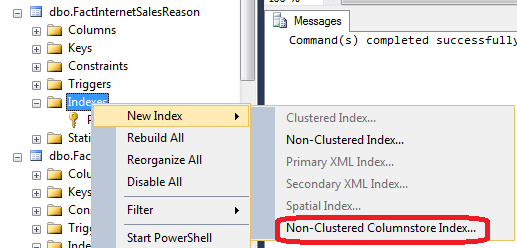 dbo.FactInternetSalesReason
Columns
Keys
Constraints
Triggers
Indexes
Messages
Command(s) completed successfully
New Index
Rebuild All
Reorganize All
Disable All
Filter
Start PowerShell
Clustered Index...
Non-Clustered Index...
Primary XML Index...
Secondary XML Index...
Spatial Index...
Non-Clustered Columnstore Index...
P
Stati
dbo.Fac
Colu
Keys
Cons
Trigg
Inde